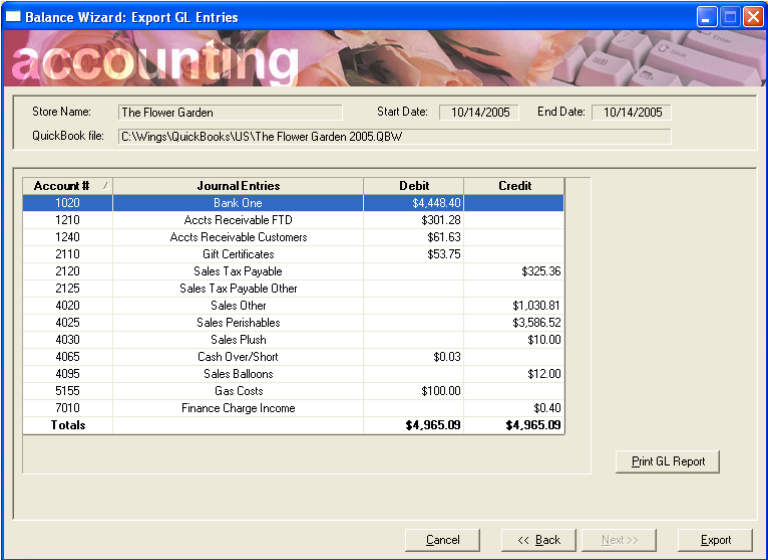 Balance Wizard: Export GL Entries
accounting
Store Name: The Flower Garden Start Date: 10/14/2005 End Date: 10/14/2005
QuickBook file: C:\Wings\QuickBooks\US\The Flower Garden 2005.QBW
Account # Journal Entries Debit Credit
1020 Bank One $4,448.40
1210 Accts Receivable FTD $301.28
1240 Accts Receivable Customers $61.63
2110 Gift Certificates $53.75
2120 Sales Tax Payable $325.36
2125 Sales Tax Payable Other
4020 Sales Other $1,030.81
4025 Sales Perishables $3,586.52
4030 Sales Plush $10.00
4065 Cash Over/Short $0.03
4095 Sales Balloons $12.00
5155 Gas Costs $100.00
7010 Finance Charge Income $0.40
Totals $4,965.09 $4,965.09
Print GL Report
Cancel << Back Next >> Export